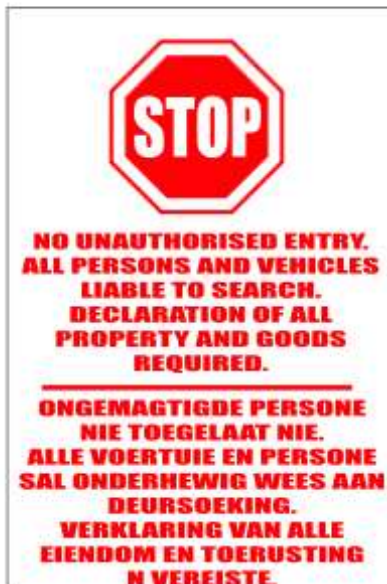 STOP
NO UNAUTHORISED ENTRY.
ALL PERSONS AND VEHICLES
LIABLE TO SEARCH.
DECLARATION OF ALL
PROPERTY AND GOODS
REQUIRED.
ONGEMAGTIGDE PERSONE
NIE TOEGELAAT NIE.
ALLE VOERTUIE EN PERSONE
SAL ONDERHEWIG WEES AAN
DEURSOEKING.
VERKLARING VAN ALLE
EIENDOM EN TOERUSTING
N VEREISTE.